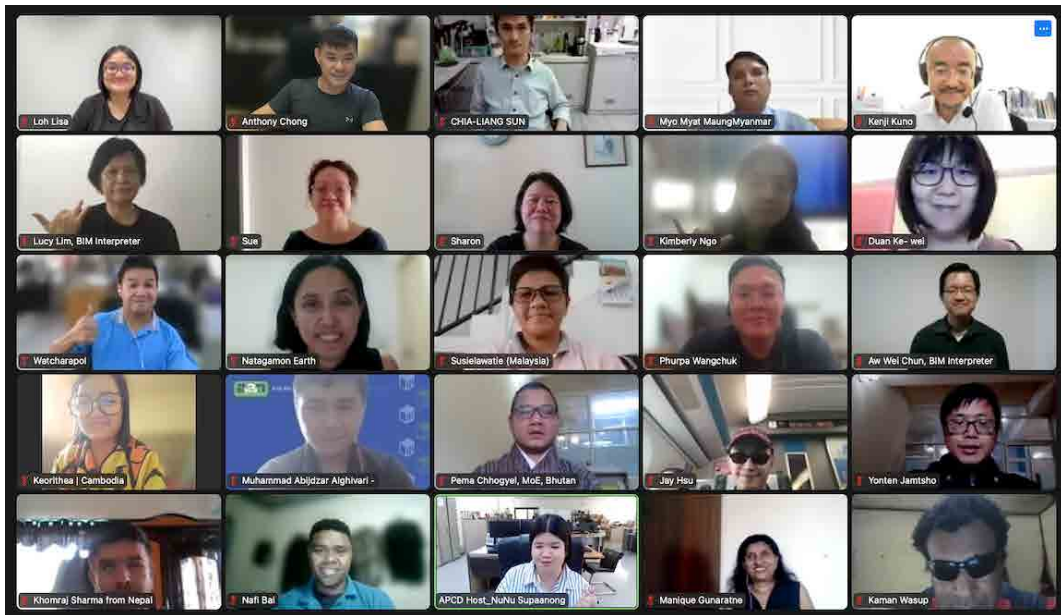 Loh Lisa
Anthony Chong
CHIA-LIANG SUN
Myo Myat MaungMyanmar
Kenji Kuno
Lucy Lim, BIM Interpreter
Sue
Sharon
Kimberly Ngo
Duan Ke- wei
Watcharapol
Natagamon Earth
Susielawatie (Malaysia)
Phurpa Wangchuk
Aw Wei Chun, BIM Interpreter
Keorithea | Cambodia
Muhammad Abijdzar Alghivari -
Pema Chhogyel, MoE, Bhutan
Jay Hsu
Yonten Jamtsho
Khomraj Sharma from Nepal
Nafi Bai
APCD Host_NuNu Supaanong
Manique Gunaratne
Kaman Wasup